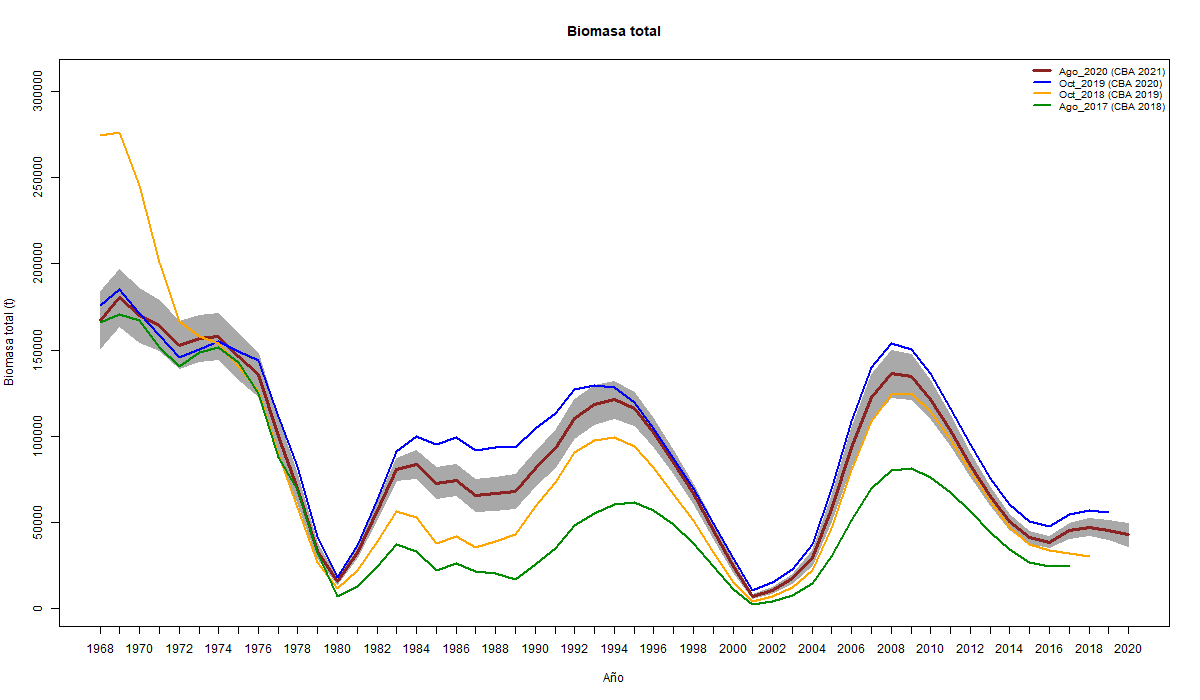 Biomasa total
Ago_2020 (CBA 2021)
Oct_2019 (CBA 2020)
Oct_2018 (CBA 2019)
Ago_2017 (CBA 2018)
Biomasa total (t)
300000
250000
200000
150000
100000
50000
0
1968 1970 1972 1974 1976 1978 1980 1982 1984 1986 1988 1990 1992 1994 1996 1998 2000 2002 2004 2006 2008 2010 2012 2014 2016 2018 2020
Año